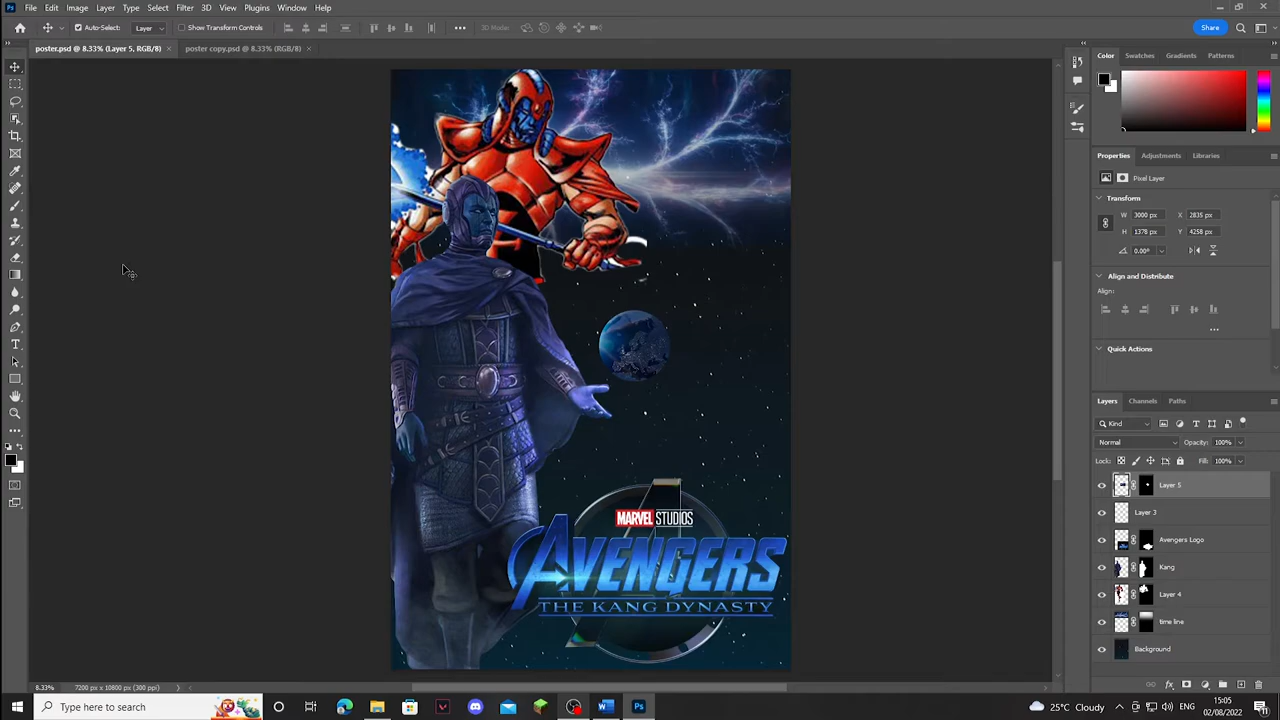 Ps File Edit Image Layer Type Select Filter 3D View Plugins Window Help
Auto-Select: Layer Show Transform Controls 3D Mode: Share
poster.psd @ 8.33% (Layer 5, RGB/8) × poster copy.psd @ 8.33% (RGB/8) ×
Color Swatches Gradients Patterns
Properties Adjustments Libraries
Pixel Layer
Transform
W 3000 px X 2835 px
H 1378 px Y 4258 px
0.00°
Align and Distribute
Align:
Quick Actions
Layers Channels Paths
Kind
Normal Opacity: 100%
Lock: Fill: 100%
Layer 5
Layer 3
Avengers Logo
Kang
Layer 4
time line
Background
MARVEL STUDIOS
AVENGERS
THE KANG DYNASTY
8.33% 7200 px x 10800 px (300 ppi)
Type here to search
25°C Cloudy
15:05
02/08/2022